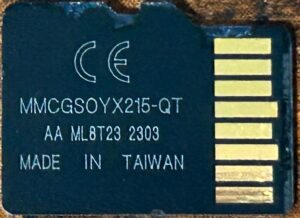 CE
MMCGSOYX215-QT
AA ML8T23 2303
MADE IN TAIWAN